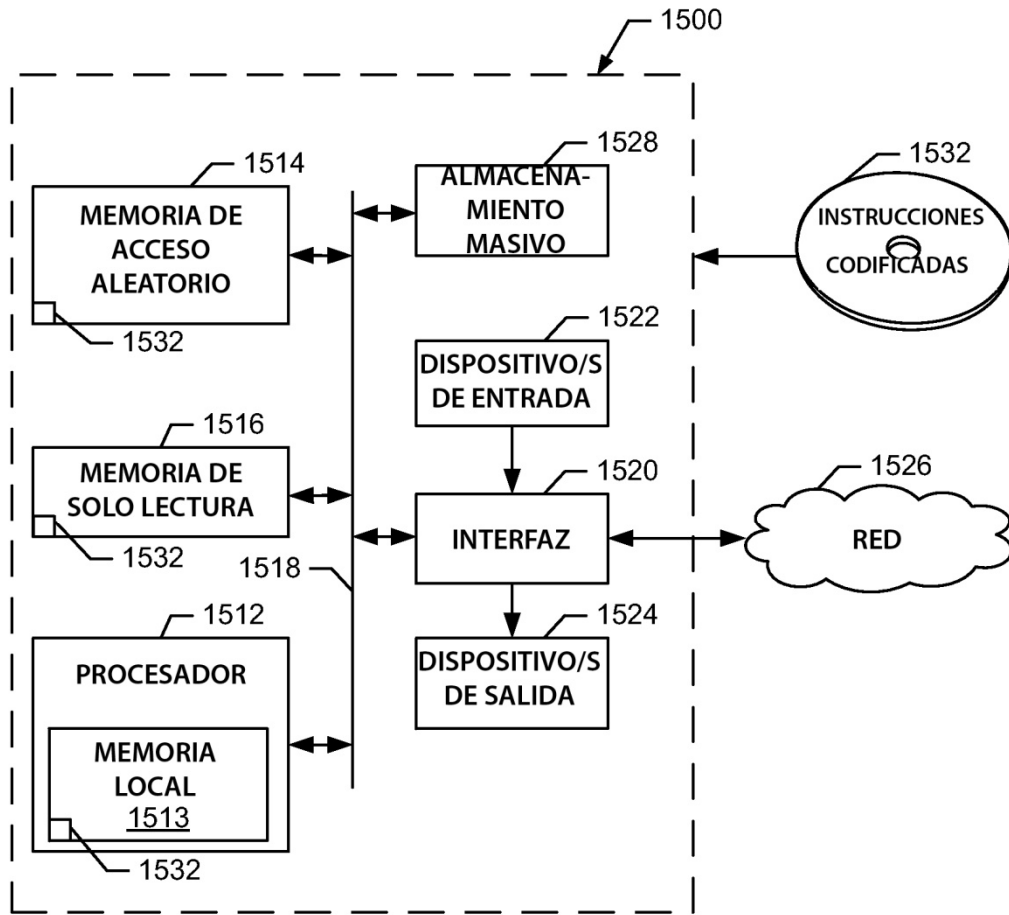 1500
1514
MEMORIA DE
ACCESO
ALEATORIO
1532
1528
ALMACENA-
MIENTO
MASIVO
1532
INSTRUCCIONES
CODIFICADAS
1522
DISPOSITIVO/S
DE ENTRADA
1516
MEMORIA DE
SOLO LECTURA
1532
1518
1520
INTERFAZ
1526
RED
1512
PROCESADOR
MEMORIA
LOCAL
1513
1532
1524
DISPOSITIVO/S
DE SALIDA